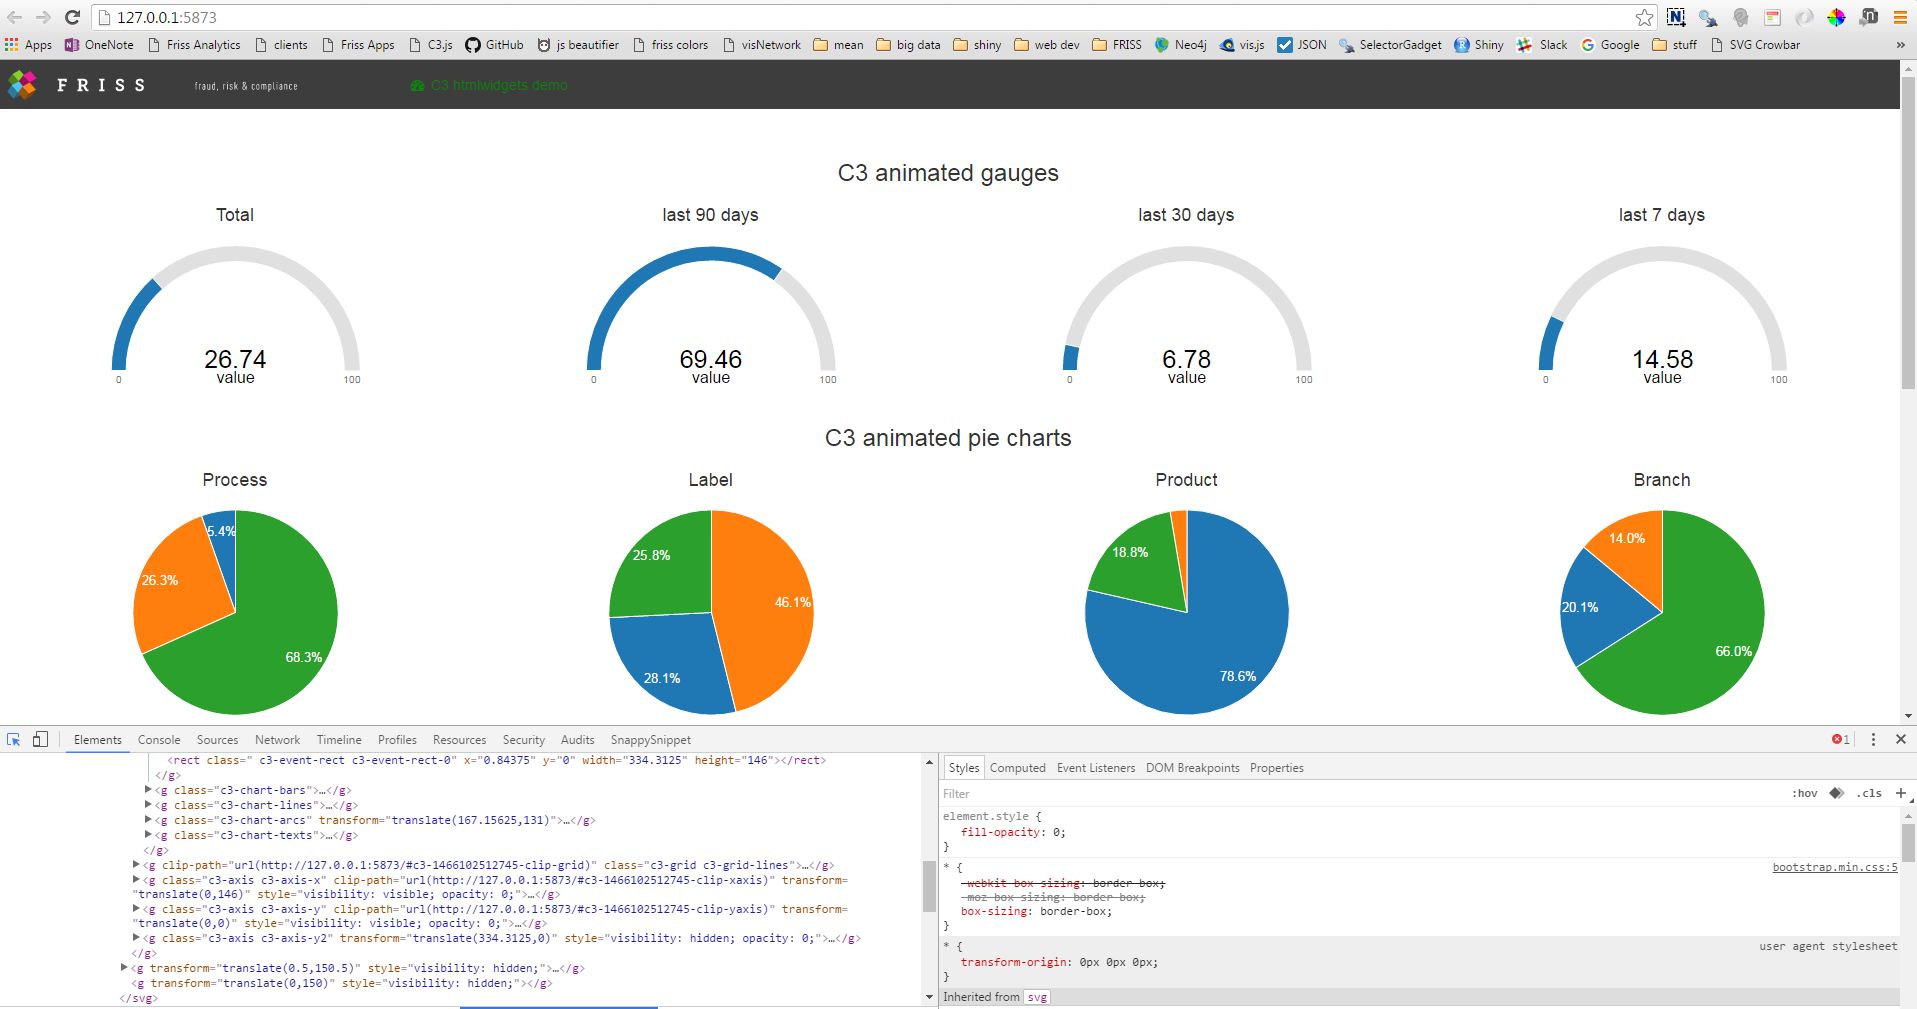 127.0.0.1:5873
Apps OneNote Friss Analytics clients Friss Apps C3.js GitHub js beautifier friss colors visNetwork mean big data shiny web dev FRISS Neo4j vis.js JSON SelectorGadget Shiny Slack Google stuff SVG Crowbar »
FRISS fraud, risk & compliance C3 htmlwidgets demo
C3 animated gauges
Total last 90 days last 30 days last 7 days
26.74 69.46 6.78 14.58
value value value value
0 100 0 100 0 100 0 100
C3 animated pie charts
Process Label Product Branch
5.4% 26.3% 68.3%
25.8% 46.1% 28.1%
18.8% 78.6%
14.0% 20.1% 66.0%
Elements Console Sources Network Timeline Profiles Resources Security Audits SnappySnippet 1
<rect class=" c3-event-rect c3-event-rect-0" x="0.84375" y="0" width="334.3125" height="146"></rect>
</g>
<g class="c3-chart-bars">…</g>
<g class="c3-chart-lines">…</g>
<g class="c3-chart-arcs" transform="translate(167.15625,131)">…</g>
<g class="c3-chart-texts">…</g>
</g>
<g clip-path="url(http://127.0.0.1:5873/#c3-1466102512745-clip-grid)" class="c3-grid c3-grid-lines">…</g>
<g class="c3-axis c3-axis-x" clip-path="url(http://127.0.0.1:5873/#c3-1466102512745-clip-xaxis)" transform=
"translate(0,146)" style="visibility: visible; opacity: 0;">…</g>
<g class="c3-axis c3-axis-y" clip-path="url(http://127.0.0.1:5873/#c3-1466102512745-clip-yaxis)" transform=
"translate(0,0)" style="visibility: visible; opacity: 0;">…</g>
<g class="c3-axis c3-axis-y2" transform="translate(334.3125,0)" style="visibility: hidden; opacity: 0;">…</g>
</g>
<g transform="translate(0.5,150.5)" style="visibility: hidden;">…</g>
<g transform="translate(0,150)" style="visibility: hidden;"></g>
</svg>
Styles Computed Event Listeners DOM Breakpoints Properties
Filter :hov .cls +
element.style {
fill-opacity: 0;
}
* { bootstrap.min.css:5
-webkit-box-sizing: border-box;
-moz-box-sizing: border-box;
box-sizing: border-box;
}
* { user agent stylesheet
transform-origin: 0px 0px 0px;
}
Inherited from svg